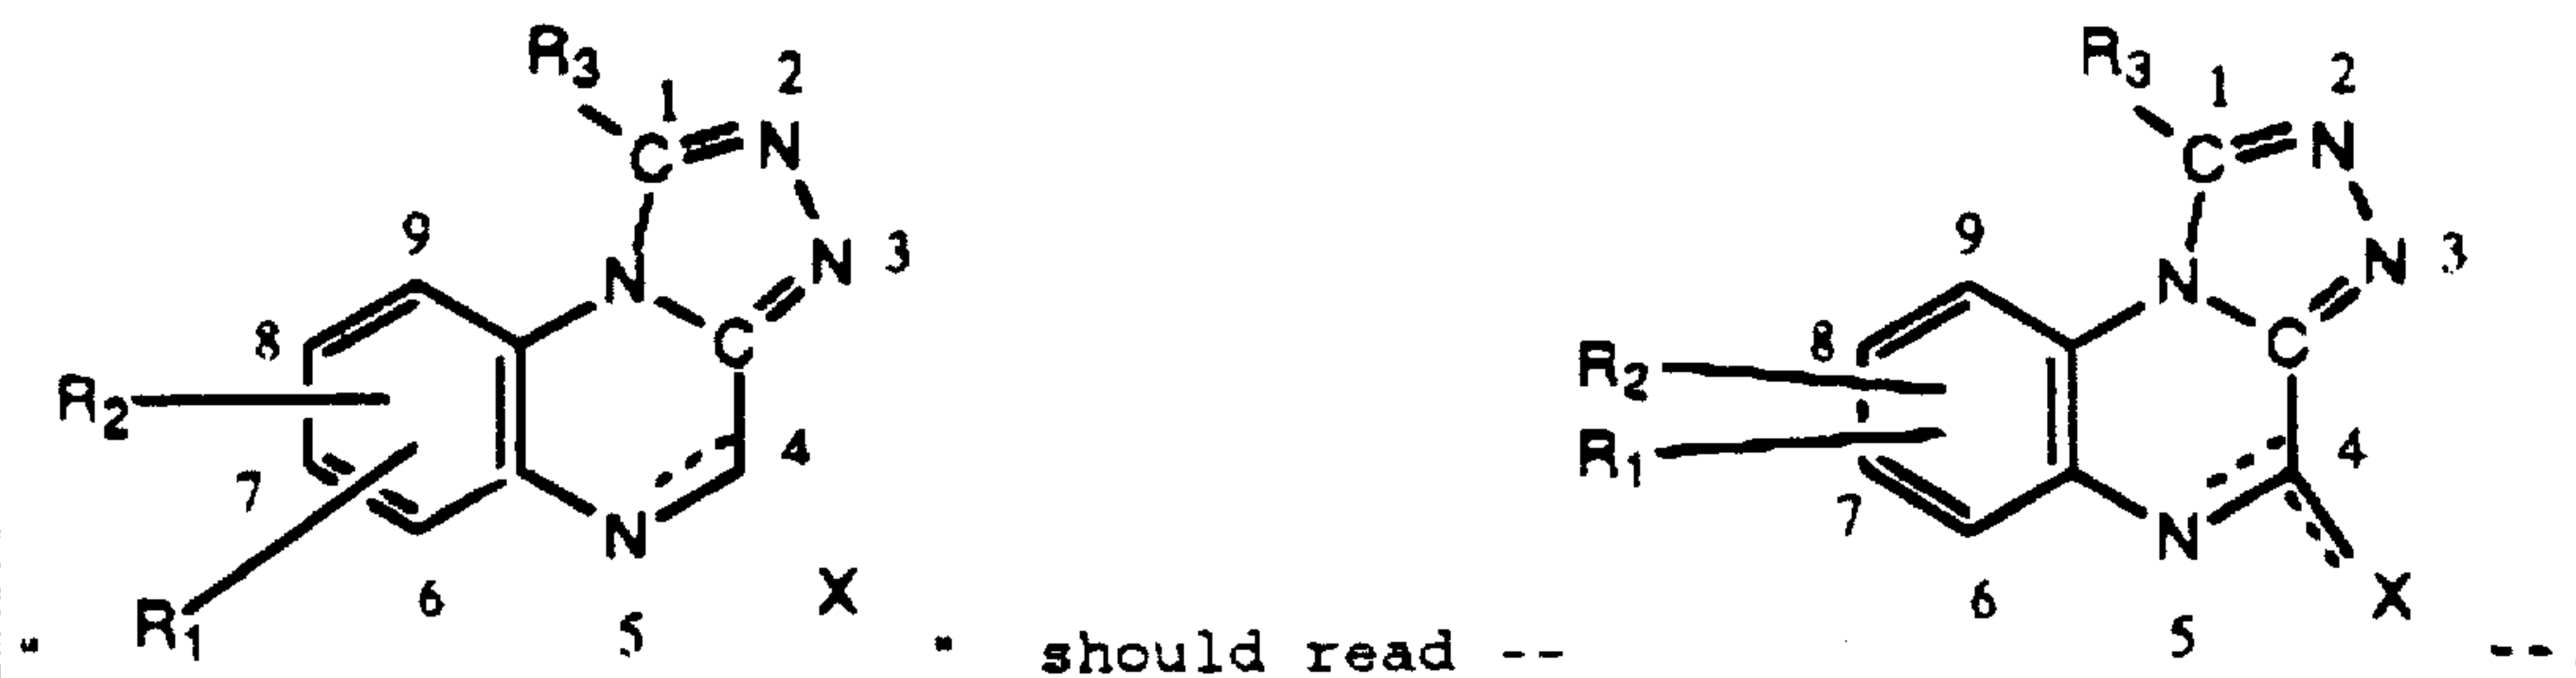 R3 1 2 R3 1 2
C N C N
9 N 3 9 N N 3
N
8 C R2 8 C
R2 4 R1 4
7 N 7 N
6 X 6 X
R1 5 5
" " should read -- --